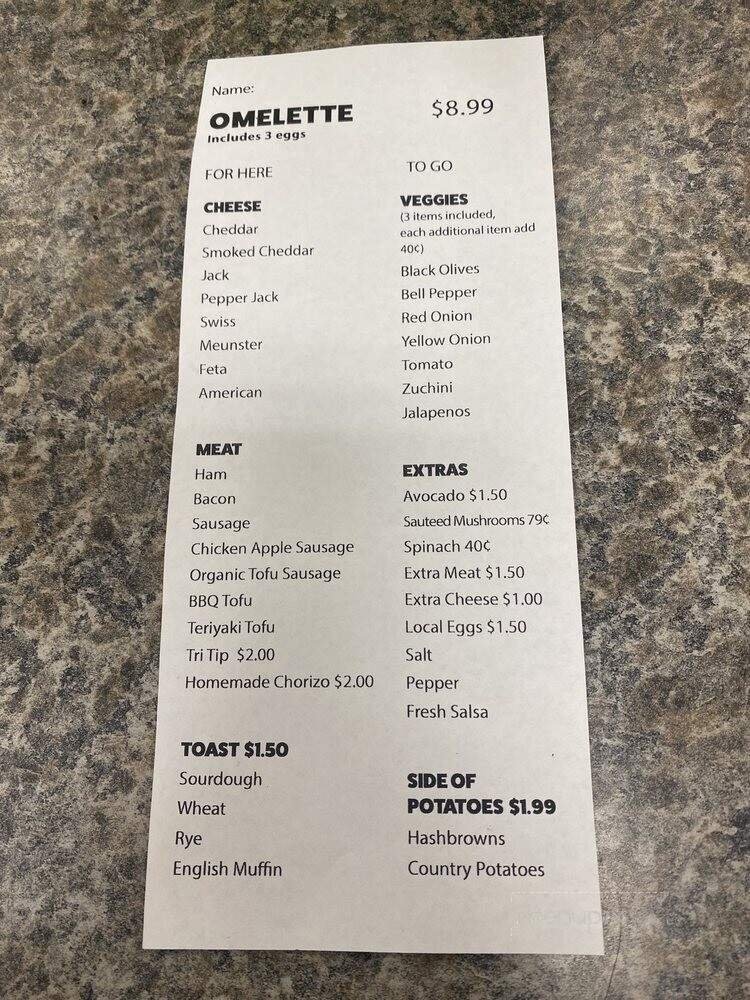 Name:
OMELETTE $8.99
Includes 3 eggs
FOR HERE TO GO
CHEESE
Cheddar
Smoked Cheddar
Jack
Pepper Jack
Swiss
Meunster
Feta
American
VEGGIES
(3 items included,
each additional item add
40¢)
Black Olives
Bell Pepper
Red Onion
Yellow Onion
Tomato
Zuchini
Jalapenos
MEAT
Ham
Bacon
Sausage
Chicken Apple Sausage
Organic Tofu Sausage
BBQ Tofu
Teriyaki Tofu
Tri Tip $2.00
Homemade Chorizo $2.00
EXTRAS
Avocado $1.50
Sauteed Mushrooms 79¢
Spinach 40¢
Extra Meat $1.50
Extra Cheese $1.00
Local Eggs $1.50
Salt
Pepper
Fresh Salsa
TOAST $1.50
Sourdough
Wheat
Rye
English Muffin
SIDE OF
POTATOES $1.99
Hashbrowns
Country Potatoes